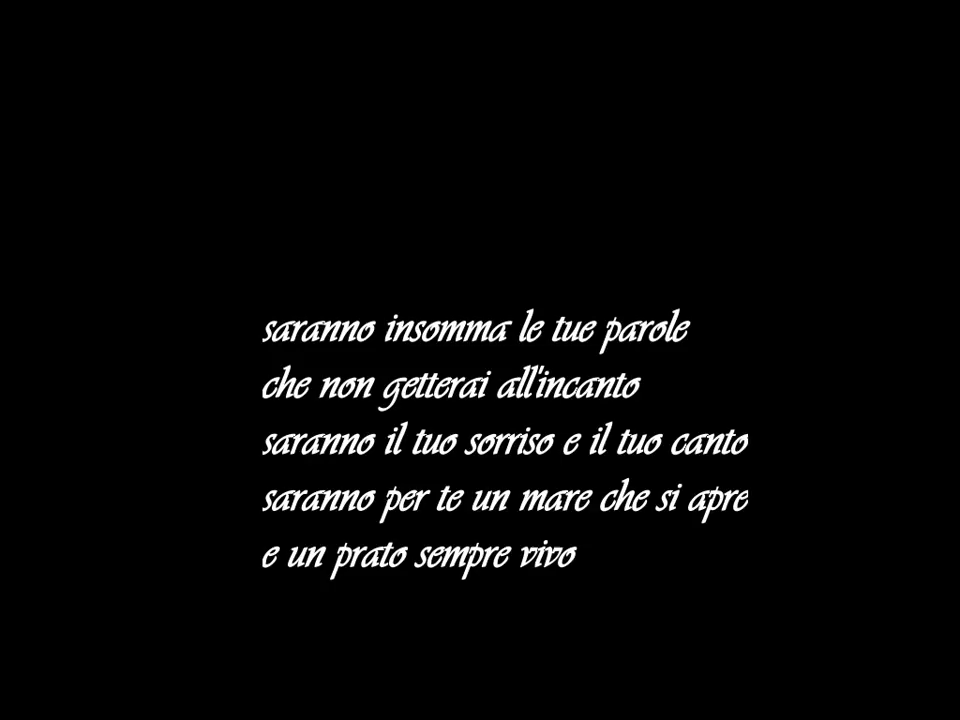 saranno insomma le tue parole
che non getterai all'incanto
saranno il tuo sorriso e il tuo canto
saranno per te un mare che si apre
e un prato sempre vivo